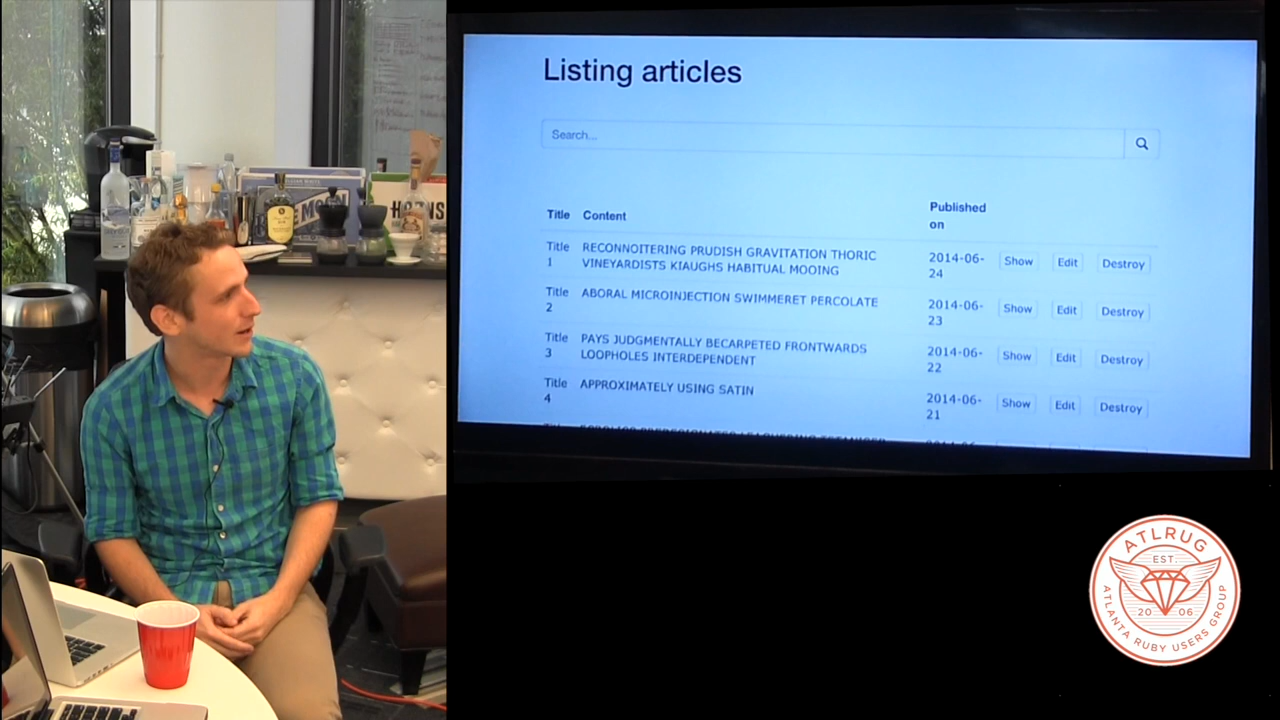 Listing articles
Search...
Title Content Published
on
Title
1
RECONNOITERING PRUDISH GRAVITATION THORIC
VINEYARDISTS KIAUGHS HABITUAL MOOING
2014-06-
24
Show Edit Destroy
Title
2
ABORAL MICROINJECTION SWIMMERET PERCOLATE
2014-06-
23
Show Edit Destroy
Title
3
PAYS JUDGMENTALLY BECARPETED FRONTWARDS
LOOPHOLES INTERDEPENDENT
2014-06-
22
Show Edit Destroy
Title
4
APPROXIMATELY USING SATIN
2014-06-
21
Show Edit Destroy
MOON
ATLRUG
EST.
20 06
ATLANTA RUBY USERS GROUP